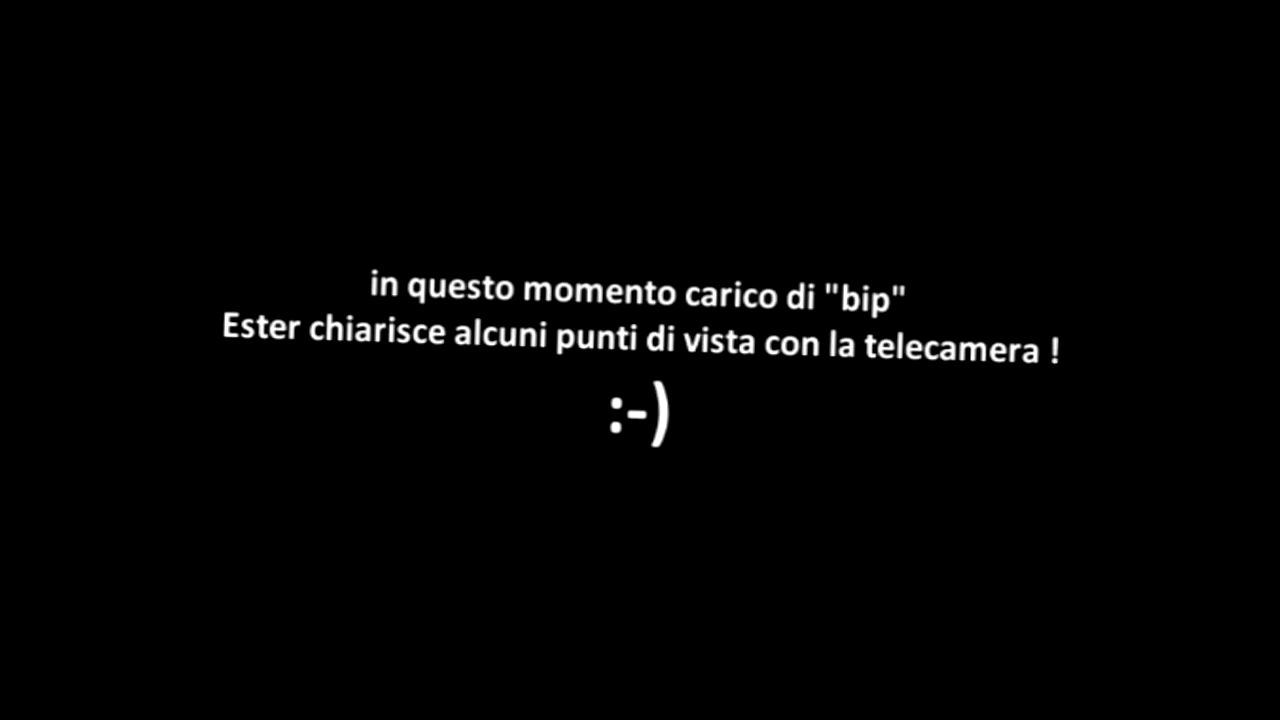 in questo momento carico di "bip"
Ester chiarisce alcuni punti di vista con la telecamera !
:-)